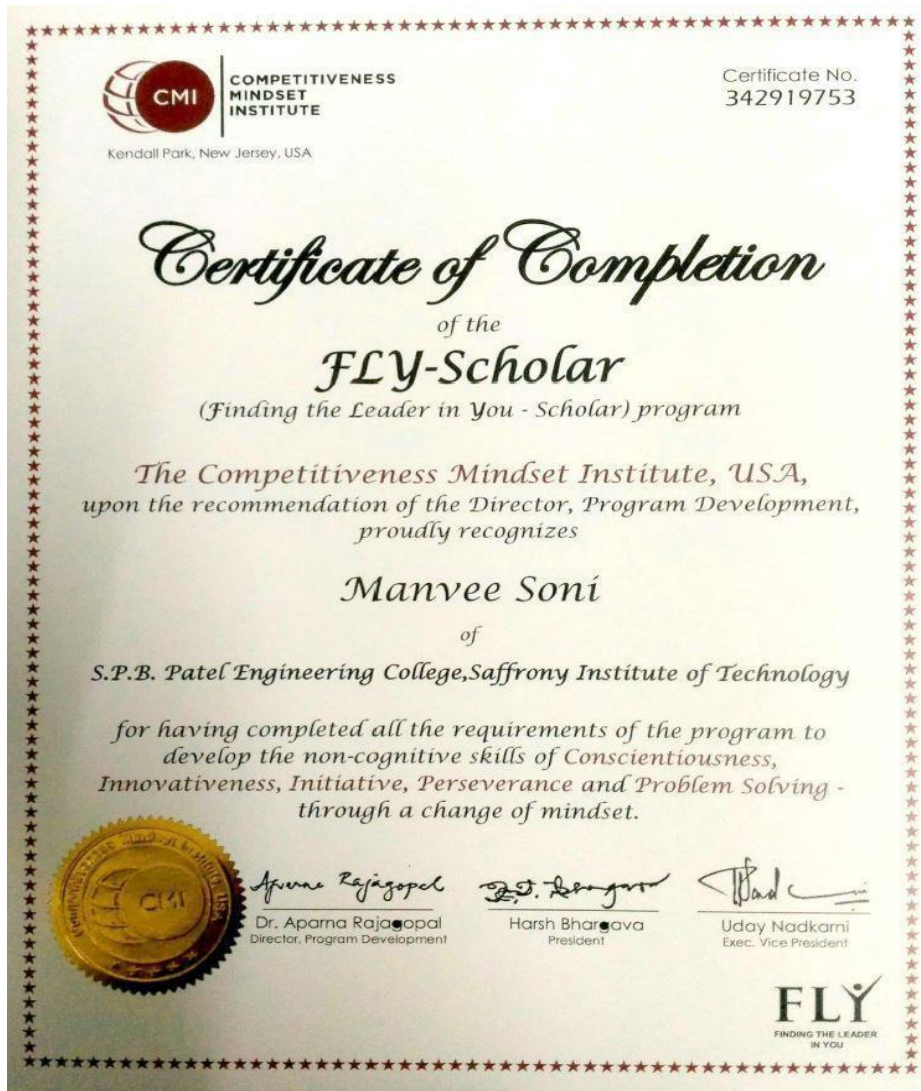 CMI
COMPETITIVENESS
MINDSET
INSTITUTE
Kendall Park, New Jersey, USA
Certificate No.
342919753
Certificate of Completion
of the
FLY-Scholar
(Finding the Leader in You - Scholar) program
The Competitiveness Mindset Institute, USA,
upon the recommendation of the Director, Program Development,
proudly recognizes
Manvee Soni
of
S.P.B. Patel Engineering College,Saffrony Institute of Technology
for having completed all the requirements of the program to
develop the non-cognitive skills of Conscientiousness,
Innovativeness, Initiative, Perseverance and Problem Solving -
through a change of mindset.
Competitiveness Mindset Institute, USA
CMI
Aparna Rajagopal
Dr. Aparna Rajagopal
Director, Program Development
Harsh Bhargava
President
Uday Nadkarni
Exec. Vice President
FLY
FINDING THE LEADER
IN YOU